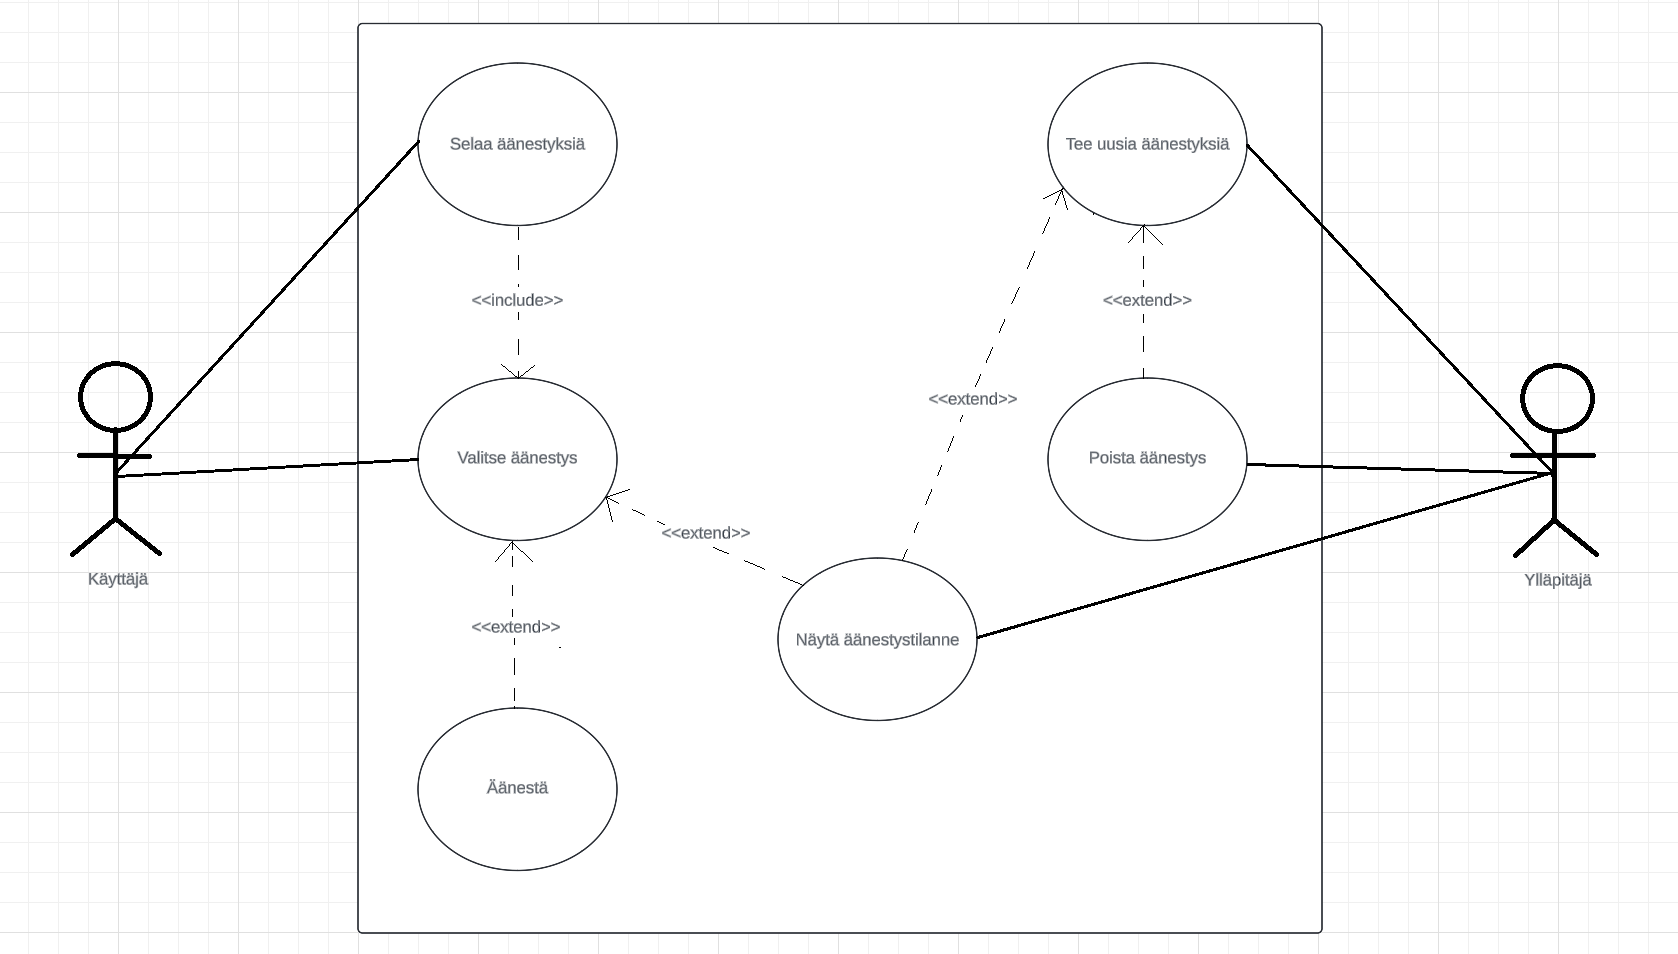 Selaa äänestyksiä
Tee uusia äänestyksiä
<<include>>
<<extend>>
<<extend>>
Valitse äänestys
Poista äänestys
<<extend>>
Käyttäjä
Ylläpitäjä
<<extend>>
Näytä äänestystilanne
Äänestä